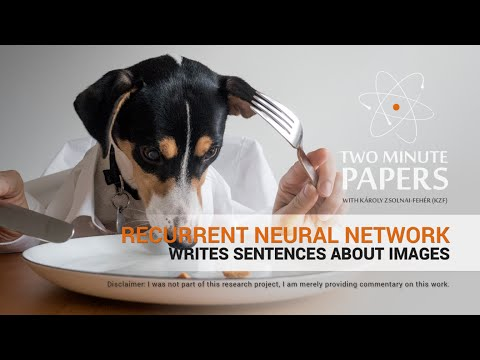 TWO MINUTE
PAPERS
WITH KÁROLY ZSOLNAI-FEHÉR (KZF)
RECURRENT NEURAL NETWORK
WRITES SENTENCES ABOUT IMAGES
Disclaimer: I was not part of this research project, I am merely providing commentary on this work.